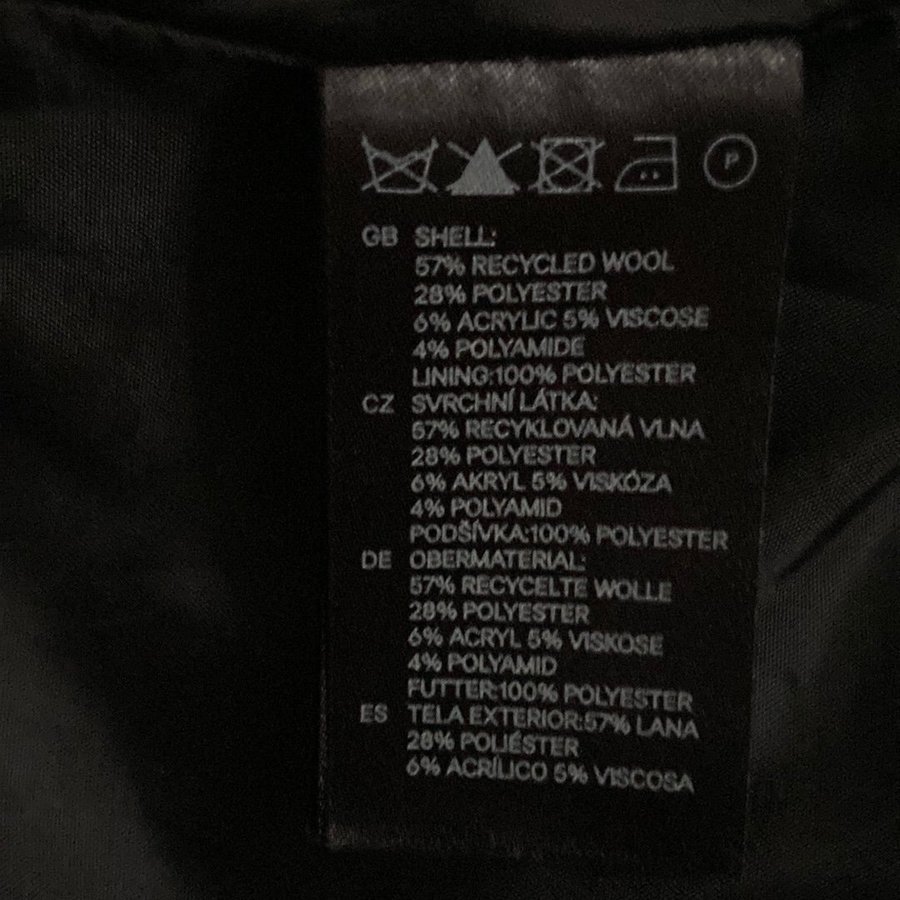 P
GB SHELL:
57% RECYCLED WOOL
28% POLYESTER
6% ACRYLIC 5% VISCOSE
4% POLYAMIDE
LINING:100% POLYESTER
CZ SVRCHNÍ LÁTKA:
57% RECYKLOVANÁ VLNA
28% POLYESTER
6% AKRYL 5% VISKÓZA
4% POLYAMID
PODŠÍVKA:100% POLYESTER
DE OBERMATERIAL:
57% RECYCELTE WOLLE
28% POLYESTER
6% ACRYL 5% VISKOSE
4% POLYAMID
FUTTER:100% POLYESTER
ES TELA EXTERIOR:57% LANA
28% POLIÉSTER
6% ACRÍLICO 5% VISCOSA